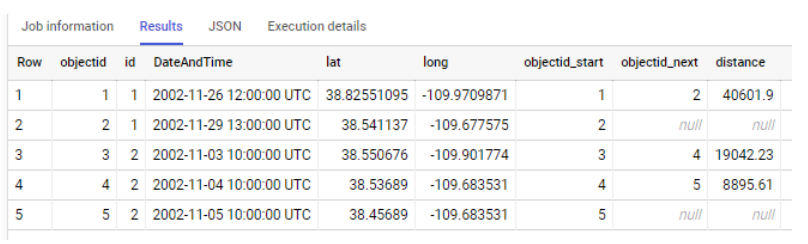 Job information Results JSON Execution details
Row objectid id DateAndTime lat long objectid_start objectid_next distance
1 1 1 2002-11-26 12:00:00 UTC 38.82551095 -109.9709871 1 2 40601.9
2 2 1 2002-11-29 13:00:00 UTC 38.541137 -109.677575 2 null null
3 3 2 2002-11-03 10:00:00 UTC 38.550676 -109.901774 3 4 19042.23
4 4 2 2002-11-04 10:00:00 UTC 38.53689 -109.683531 4 5 8895.61
5 5 2 2002-11-05 10:00:00 UTC 38.45689 -109.683531 5 null null